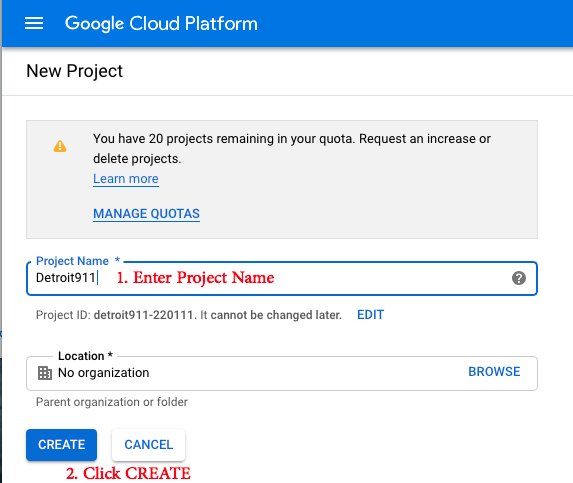 Google Cloud Platform
New Project
You have 20 projects remaining in your quota. Request an increase or
delete projects.
Learn more
MANAGE QUOTAS
Project Name *
Detroit911 1. Enter Project Name
Project ID: detroit911-220111. It cannot be changed later. EDIT
Location *
No organization BROWSE
Parent organization or folder
CREATE CANCEL
2. Click CREATE